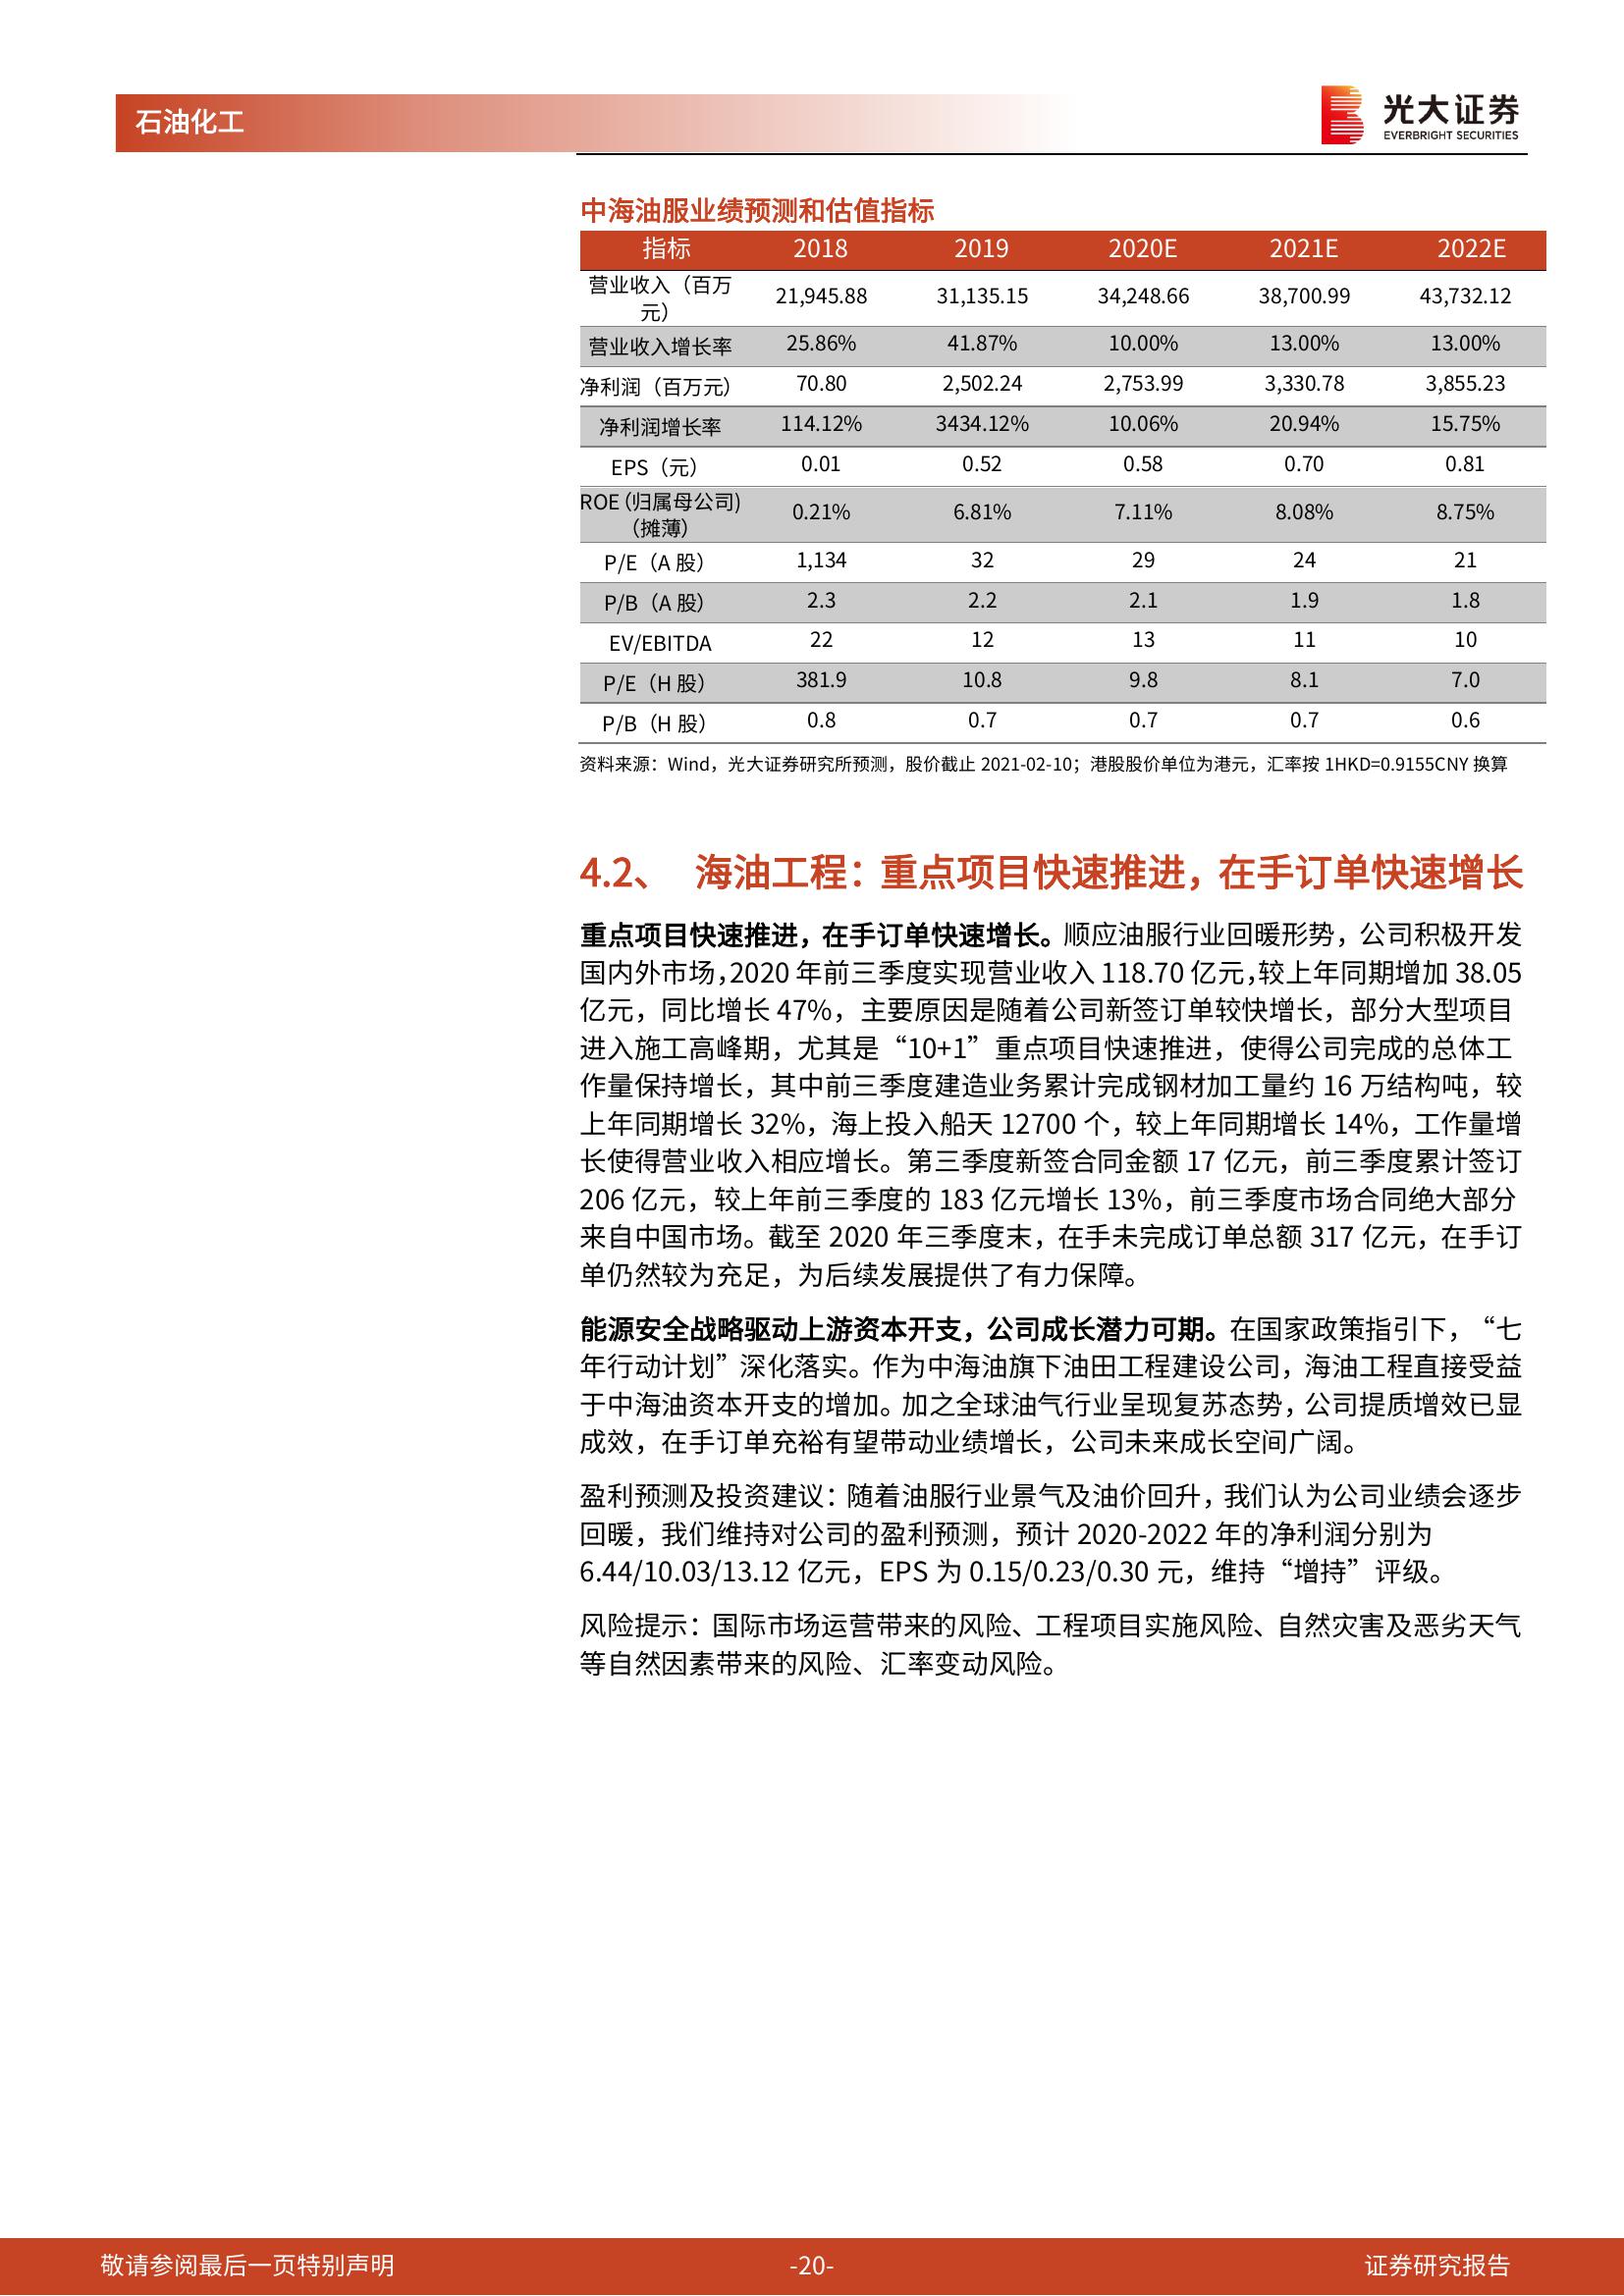 石油化工
光大证券
EVERBRIGHT SECURITIES
中海油服业绩预测和估值指标
指标 2018 2019 2020E 2021E 2022E
营业收入（百万
元） 21,945.88 31,135.15 34,248.66 38,700.99 43,732.12
营业收入增长率 25.86% 41.87% 10.00% 13.00% 13.00%
净利润（百万元） 70.80 2,502.24 2,753.99 3,330.78 3,855.23
净利润增长率 114.12% 3434.12% 10.06% 20.94% 15.75%
EPS（元） 0.01 0.52 0.58 0.70 0.81
ROE（归属母公司)
（摊薄） 0.21% 6.81% 7.11% 8.08% 8.75%
P/E（A 股） 1,134 32 29 24 21
P/B（A 股） 2.3 2.2 2.1 1.9 1.8
EV/EBITDA 22 12 13 11 10
P/E（H 股） 381.9 10.8 9.8 8.1 7.0
P/B（H 股） 0.8 0.7 0.7 0.7 0.6
资料来源：Wind，光大证券研究所预测，股价截止 2021-02-10；港股股价单位为港元，汇率按 1HKD=0.9155CNY 换算
4.2、 海油工程：重点项目快速推进，在手订单快速增长
重点项目快速推进，在手订单快速增长。顺应油服行业回暖形势，公司积极开发
国内外市场，2020 年前三季度实现营业收入 118.70 亿元，较上年同期增加 38.05
亿元，同比增长 47%，主要原因是随着公司新签订单较快增长，部分大型项目
进入施工高峰期，尤其是“10+1”重点项目快速推进，使得公司完成的总体工
作量保持增长，其中前三季度建造业务累计完成钢材加工量约 16 万结构吨，较
上年同期增长 32%，海上投入船天 12700 个，较上年同期增长 14%，工作量增
长使得营业收入相应增长。第三季度新签合同金额 17 亿元，前三季度累计签订
206 亿元，较上年前三季度的 183 亿元增长 13%，前三季度市场合同绝大部分
来自中国市场。截至 2020 年三季度末，在手未完成订单总额 317 亿元，在手订
单仍然较为充足，为后续发展提供了有力保障。
能源安全战略驱动上游资本开支，公司成长潜力可期。在国家政策指引下，“七
年行动计划”深化落实。作为中海油旗下油田工程建设公司，海油工程直接受益
于中海油资本开支的增加。加之全球油气行业呈现复苏态势，公司提质增效已显
成效，在手订单充裕有望带动业绩增长，公司未来成长空间广阔。
盈利预测及投资建议：随着油服行业景气及油价回升，我们认为公司业绩会逐步
回暖，我们维持对公司的盈利预测，预计 2020-2022 年的净利润分别为
6.44/10.03/13.12 亿元，EPS 为 0.15/0.23/0.30 元，维持“增持”评级。
风险提示：国际市场运营带来的风险、工程项目实施风险、自然灾害及恶劣天气
等自然因素带来的风险、汇率变动风险。
敬请参阅最后一页特别声明 -20- 证券研究报告